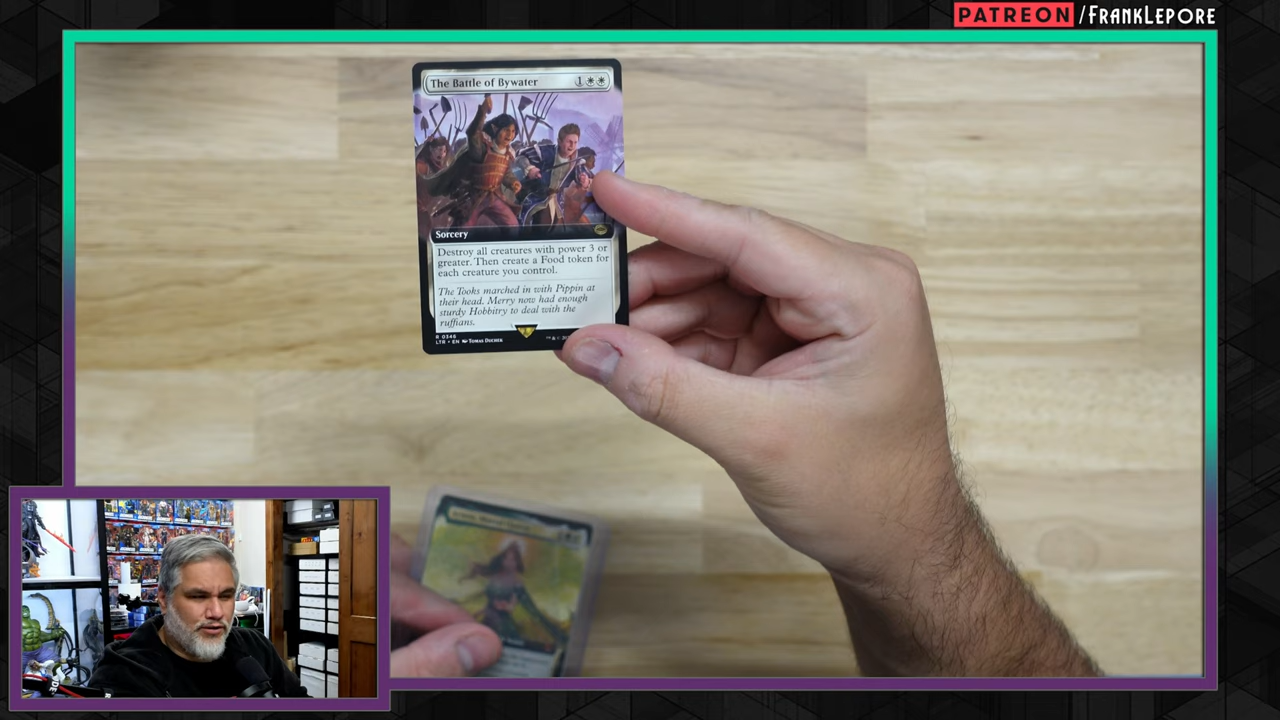 PATREON /FRANKLEPORE
The Battle of Bywater 1
Sorcery
Destroy all creatures with power 3 or
greater. Then create a Food token for
each creature you control.
The Tooks marched in with Pippin at
their head. Merry now had enough
sturdy Hobbitry to deal with the
ruffians.
R 0346
LTR • EN TOMAS DUCHEK